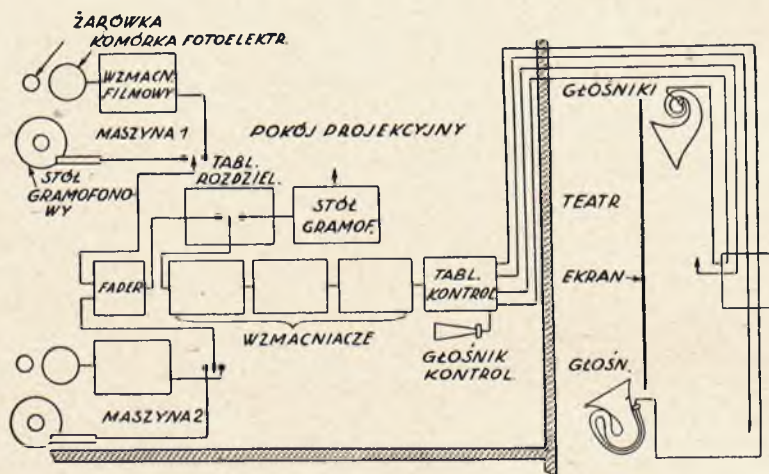 ŻARÓWKA
KOMÓRKA FOTOELEKTR.
WZMACN.
FILMOWY
MASZYNA 1
STÓŁ
GRAMOFONO-
WY
POKÓJ PROJEKCYJNY
TABL.
ROZDZIEL.
STÓŁ
GRAMOF.
FADER
WZMACNIACZE
TABL.
KONTROL
GŁOŚNIK
KONTROL.
MASZYNA 2
GŁOŚNIKI
TEATR
EKRAN
GŁOŚN.